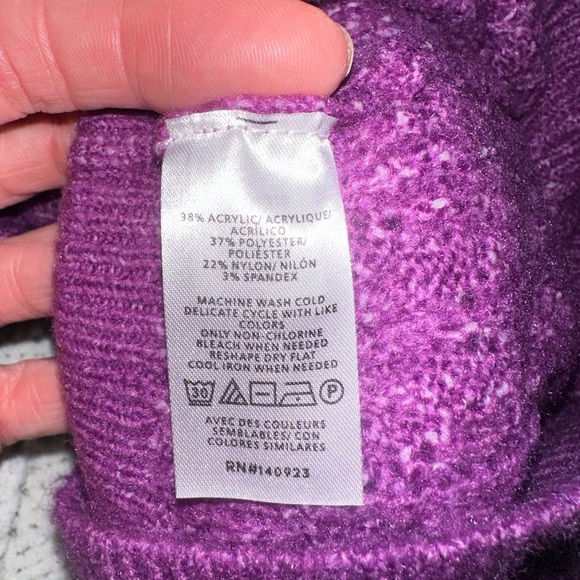 38% ACRYLIC/ ACRYLIQUE/
ACRÍLICO
37% POLYESTER/
POLIÉSTER
22% NYLON/ NILÓN
3% SPANDEX
MACHINE WASH COLD
DELICATE CYCLE WITH LIKE
COLORS
ONLY NON-CHLORINE
BLEACH WHEN NEEDED
RESHAPE DRY FLAT
COOL IRON WHEN NEEDED
30 P
AVEC DES COULEURS
SEMBLABLES/ CON
COLORES SIMILARES
RN#140923